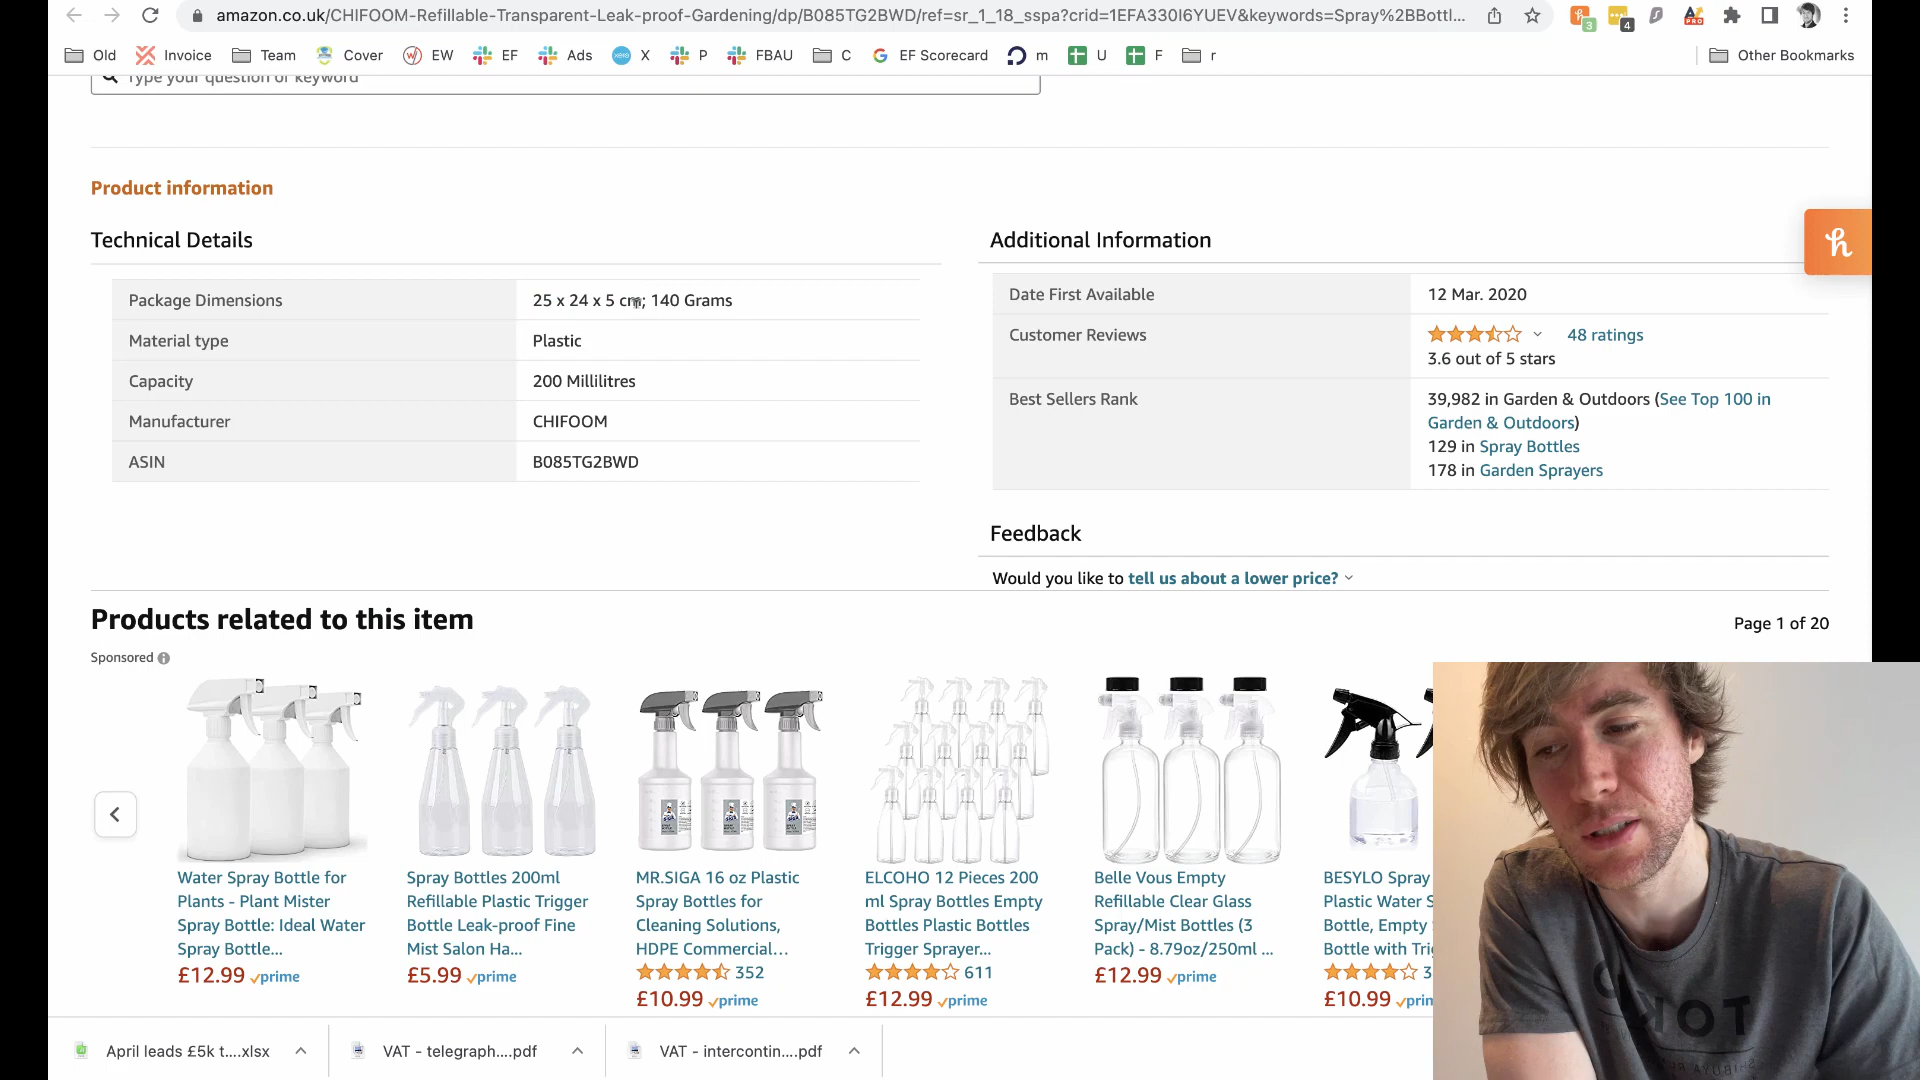 amazon.co.uk/CHIFOOM-Refillable-Transparent-Leak-proof-Gardening/dp/B085TG2BWD/ref=sr_1_18_sspa?crid=1EFA330I6YUEV&keywords=Spray%2BBottl...
3
4
PRO
Old
Invoice
Team
Cover
EW
EF
Ads
X
P
FBAU
C
EF Scorecard
m
U
F
r
Other Bookmarks
Type your question or keyword
Product information
Technical Details
Package Dimensions 25 x 24 x 5 cm; 140 Grams
Material type Plastic
Capacity 200 Millilitres
Manufacturer CHIFOOM
ASIN B085TG2BWD
Additional Information
Date First Available 12 Mar. 2020
Customer Reviews 48 ratings
3.6 out of 5 stars
Best Sellers Rank 39,982 in Garden & Outdoors (See Top 100 in
Garden & Outdoors)
129 in Spray Bottles
178 in Garden Sprayers
Feedback
Would you like to tell us about a lower price?
Products related to this item
Page 1 of 20
Sponsored
Water Spray Bottle for
Plants - Plant Mister
Spray Bottle: Ideal Water
Spray Bottle...
£12.99 prime
Spray Bottles 200ml
Refillable Plastic Trigger
Bottle Leak-proof Fine
Mist Salon Ha...
£5.99 prime
MR.SIGA 16 oz Plastic
Spray Bottles for
Cleaning Solutions,
HDPE Commercial...
352
£10.99 prime
ELCOHO 12 Pieces 200
ml Spray Bottles Empty
Bottles Plastic Bottles
Trigger Sprayer...
611
£12.99 prime
Belle Vous Empty
Refillable Clear Glass
Spray/Mist Bottles (3
Pack) - 8.79oz/250ml ...
£12.99 prime
BESYLO Spray
Plastic Water S
Bottle, Empty
Bottle with Tri
3
£10.99 prin
April leads £5k t....xlsx
VAT - telegraph....pdf
VAT - intercontin....pdf